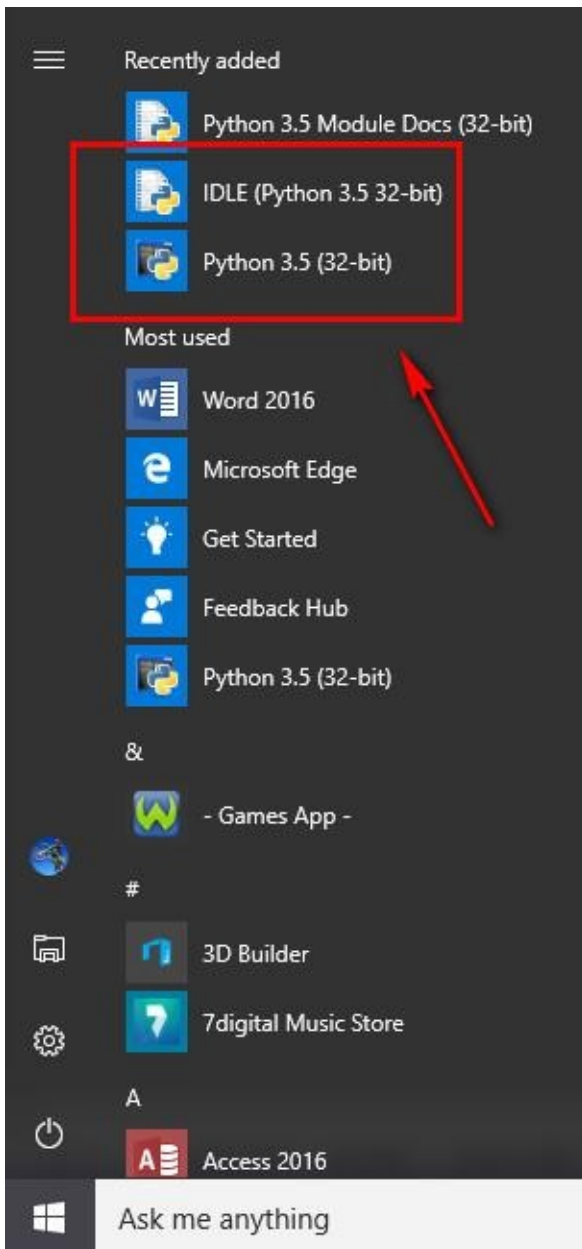 Recently added
Python 3.5 Module Docs (32-bit)
IDLE (Python 3.5 32-bit)
Python 3.5 (32-bit)
Most used
Word 2016
Microsoft Edge
Get Started
Feedback Hub
Python 3.5 (32-bit)
&
- Games App -
#
3D Builder
7digital Music Store
A
Access 2016
Ask me anything